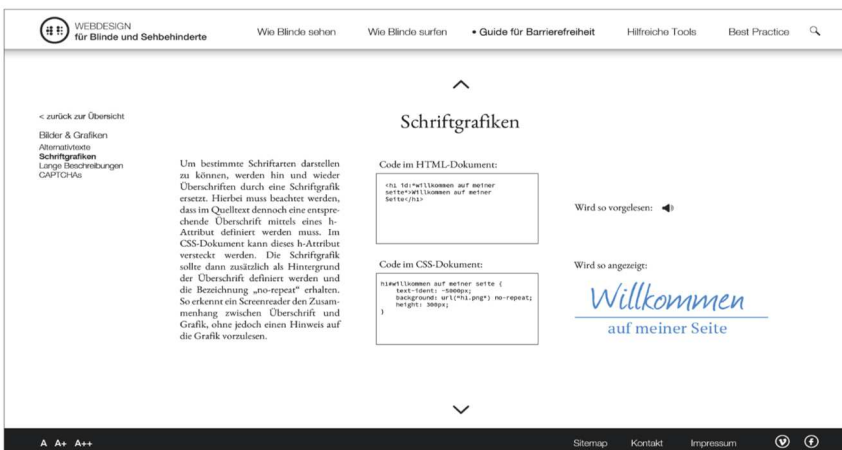 WEBDESIGN
für Blinde und Sehbehinderte
Wie Blinde sehen
Wie Blinde surfen
• Guide für Barrierefreiheit
Hilfreiche Tools
Best Practice
< zurück zur Übersicht
Bilder & Grafiken
Alternativtexte
Schriftgrafiken
Lange Beschreibungen
CAPTCHAs
Schriftgrafiken
Um bestimmte Schriftarten darstellen
zu können, werden hin und wieder
Überschriften durch eine Schriftgrafik
ersetzt. Hierbei muss beachtet werden,
dass im Quelltext dennoch eine entspre-
chende Überschrift mittels eines h-
Attribut definiert werden muss. Im
CSS-Dokument kann dieses h-Attribut
versteckt werden. Die Schriftgrafik
sollte dann zusätzlich als Hintergrund
der Überschrift definiert werden und
die Bezeichnung „no-repeat“ erhalten.
So erkennt ein Screenreader den Zusam-
menhang zwischen Überschrift und
Grafik, ohne jedoch einen Hinweis auf
die Grafik vorzulesen.
Code im HTML-Dokument:
<h1 id:"willkommen auf meiner
seite">Willkommen auf meiner
Seite</h1>
Code im CSS-Dokument:
h1#willkommen auf meiner seite {
text-ident: -5000px;
background: url("h1.png") no-repeat;
height: 300px;
}
Wird so vorgelesen:
Wird so angezeigt:
Willkommen
auf meiner Seite
A A+ A++
Sitemap
Kontakt
Impressum